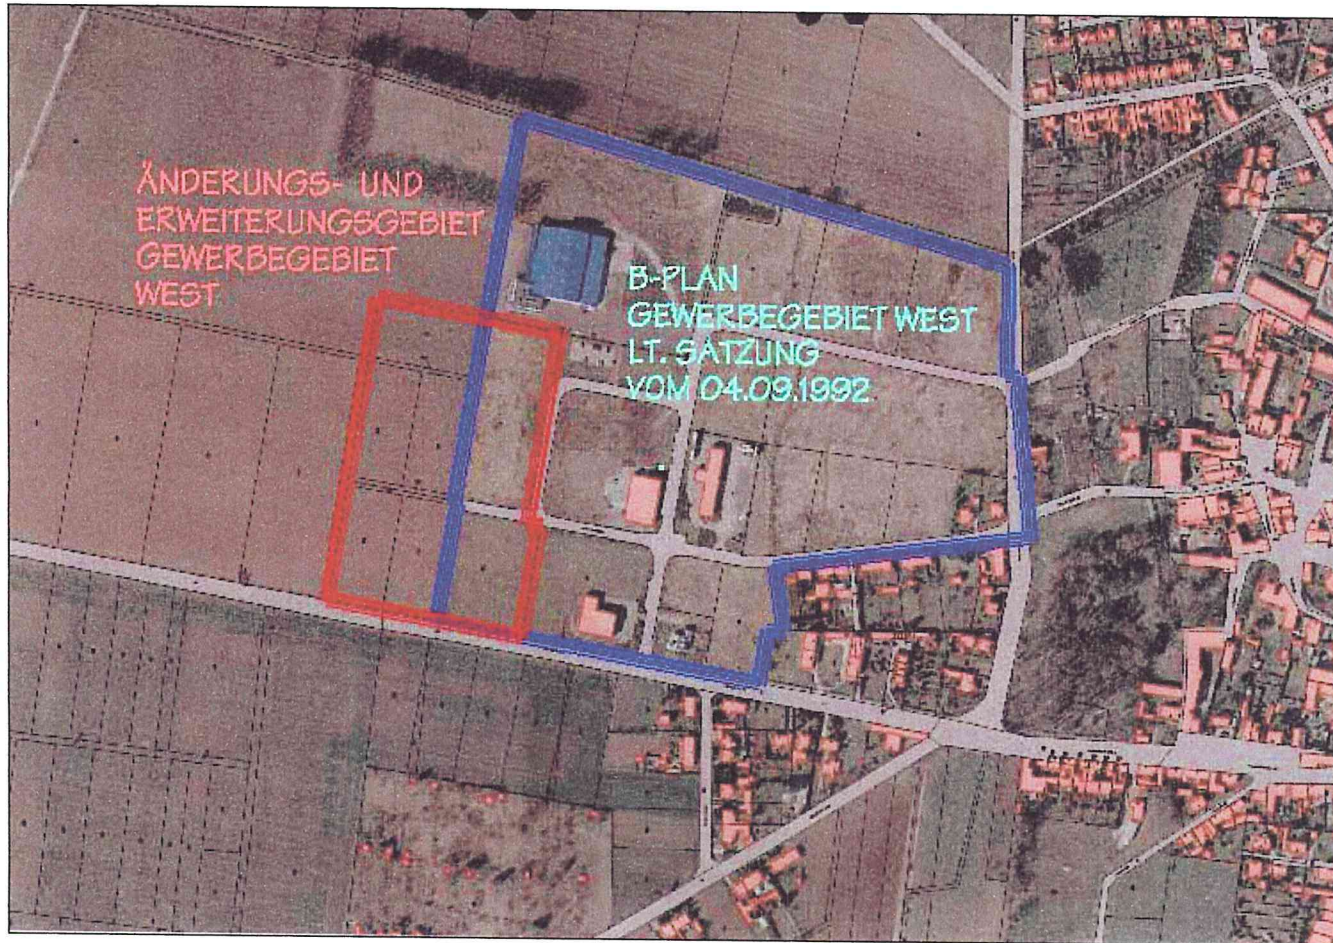 ÄNDERUNGS- UND
ERWEITERUNGSGEBIET
GEWERBEGEBIET
WEST
B-PLAN
GEWERBEGEBIET WEST
LT. SATZUNG
VOM 04.09.1992